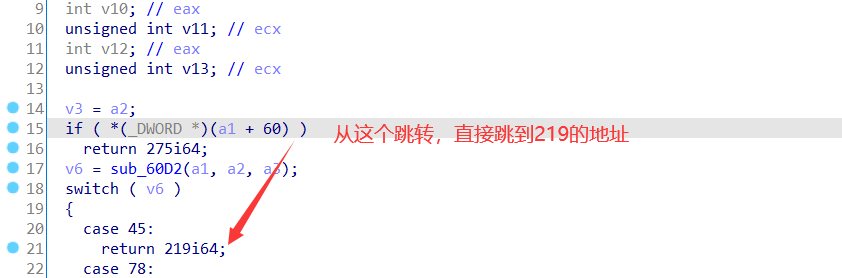 9 int v10; // eax
10 unsigned int v11; // ecx
11 int v12; // eax
12 unsigned int v13; // ecx
13
14 v3 = a2;
15 if ( *(_DWORD *)(a1 + 60) ) 从这个跳转，直接跳到219的地址
16 return 275i64;
17 v6 = sub_60D2(a1, a2, a3);
18 switch ( v6 )
19 {
20 case 45:
21 return 219i64;
22 case 78: